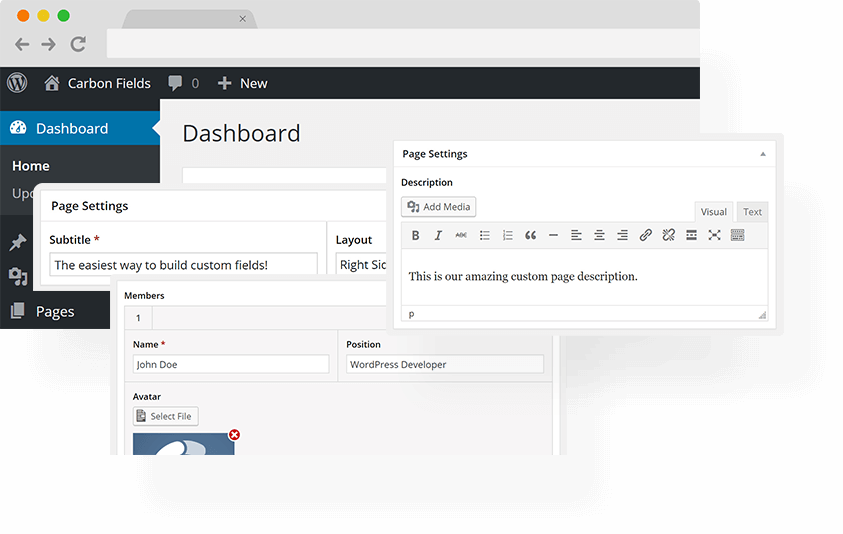 Carbon Fields 0 New
Dashboard
Home
Upd
Pages
Dashboard
Page Settings
Subtitle *
The easiest way to build custom fields!
Layout
Right Sid
Members
1
Name *
John Doe
Position
WordPress Developer
Avatar
Select File
Page Settings
Description
Add Media
Visual Text
B I ABC
This is our amazing custom page description.
p